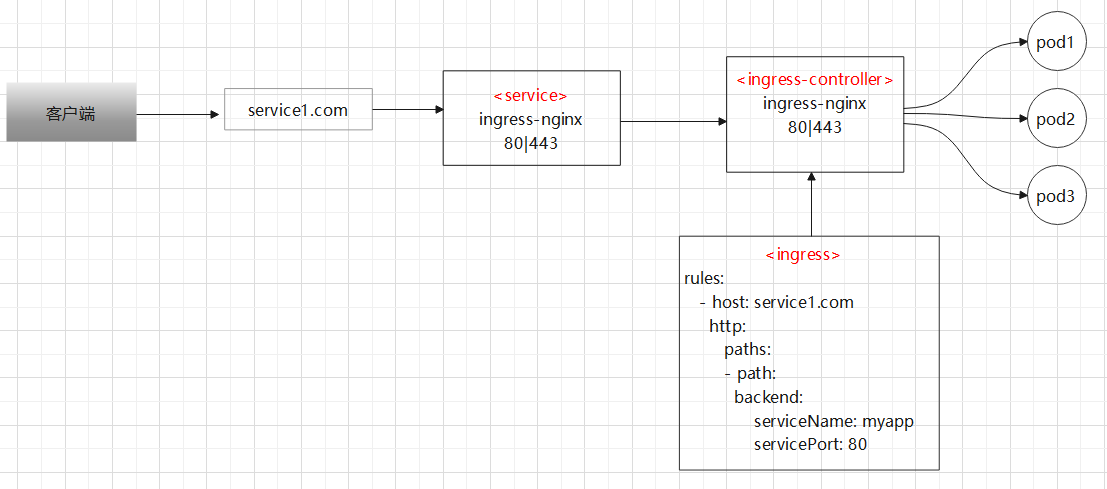 客户端
service1.com
<service>
ingress-nginx
80|443
<ingress-controller>
ingress-nginx
80|443
pod1
pod2
pod3
<ingress>
rules:
- host: service1.com
http:
paths:
- path:
backend:
serviceName: myapp
servicePort: 80